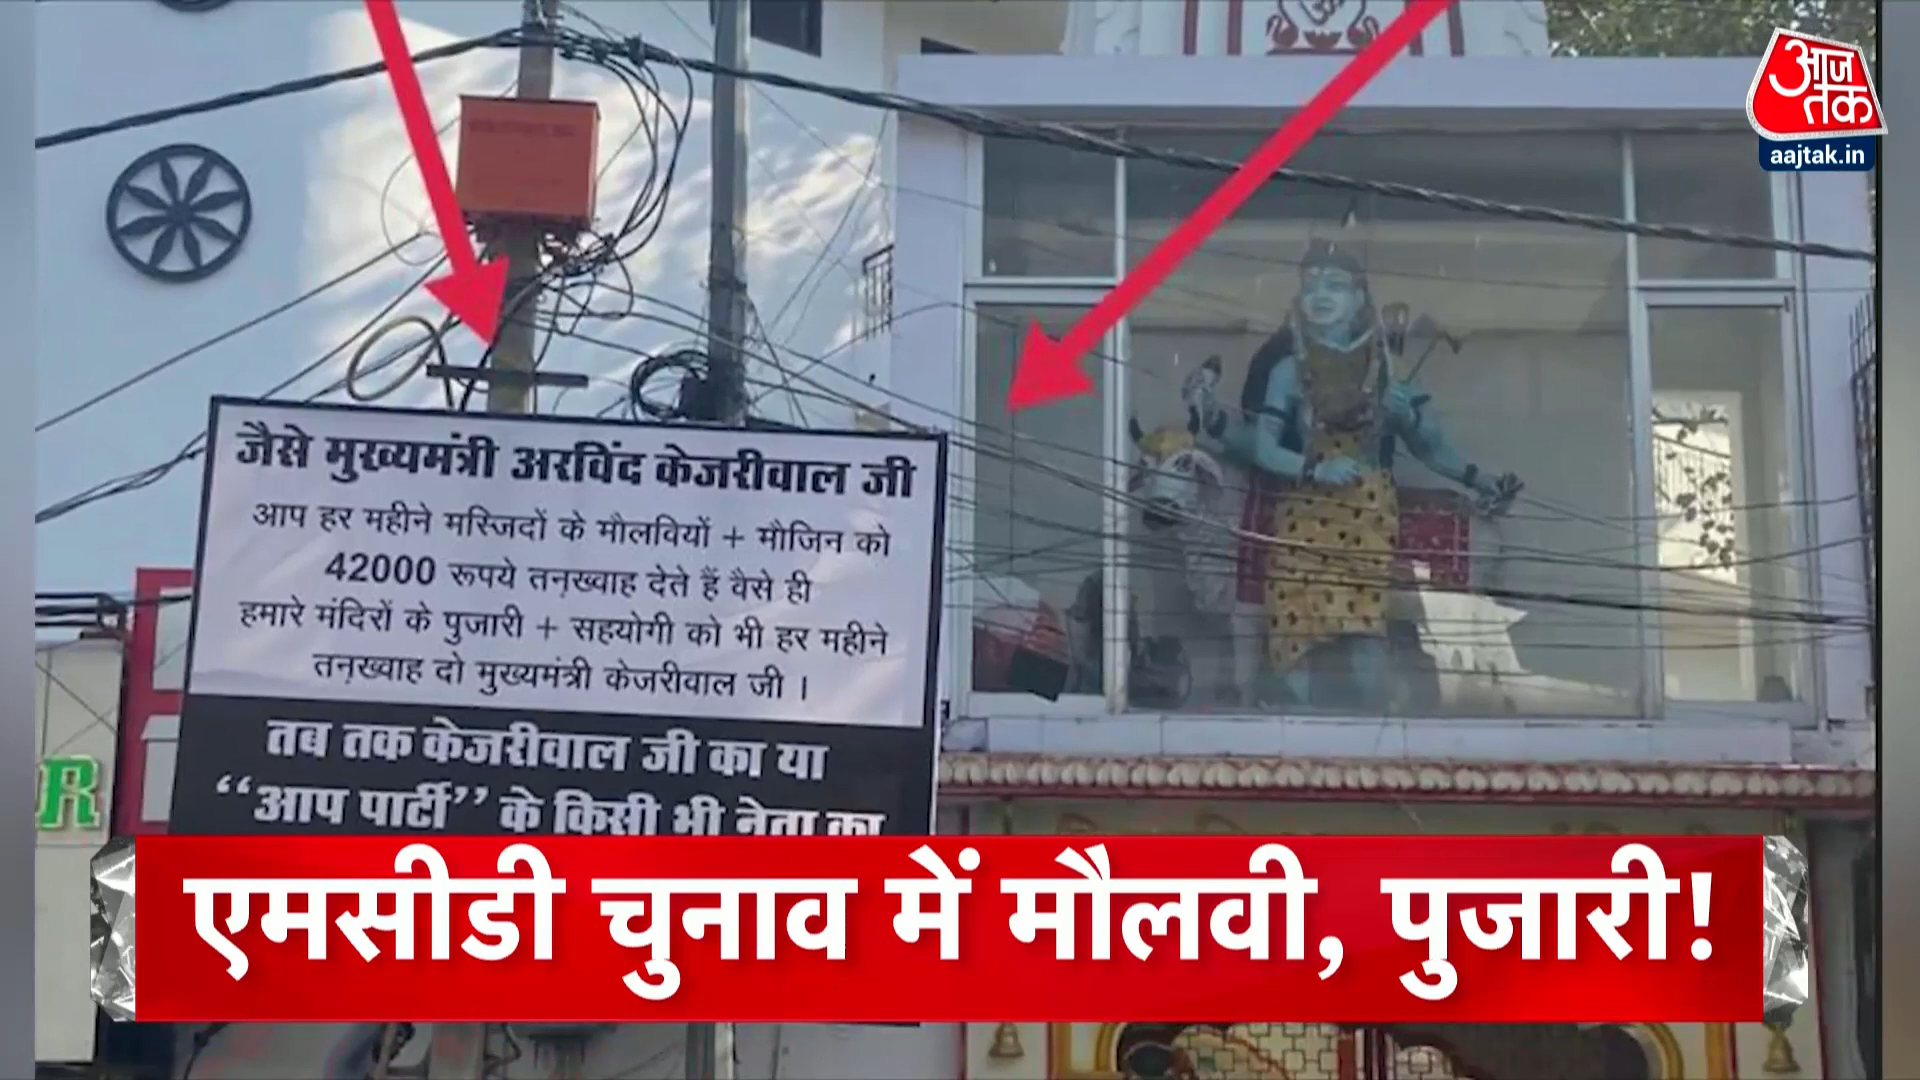 आज
तक
aajtak.in
जैसे मुख्यमंत्री अरविंद केजरीवाल जी
आप हर महीने मस्जिदों के मौलवियों + मौजिन को
42000 रूपये तनख़्वाह देते हैं वैसे ही
हमारे मंदिरों के पुजारी + सहयोगी को भी हर महीने
तनख़्वाह दो मुख्यमंत्री केजरीवाल जी ।
तब तक केजरीवाल जी का या
“आप पार्टी” के किसी भी नेता का
R
एमसीडी चुनाव में मौलवी, पुजारी!